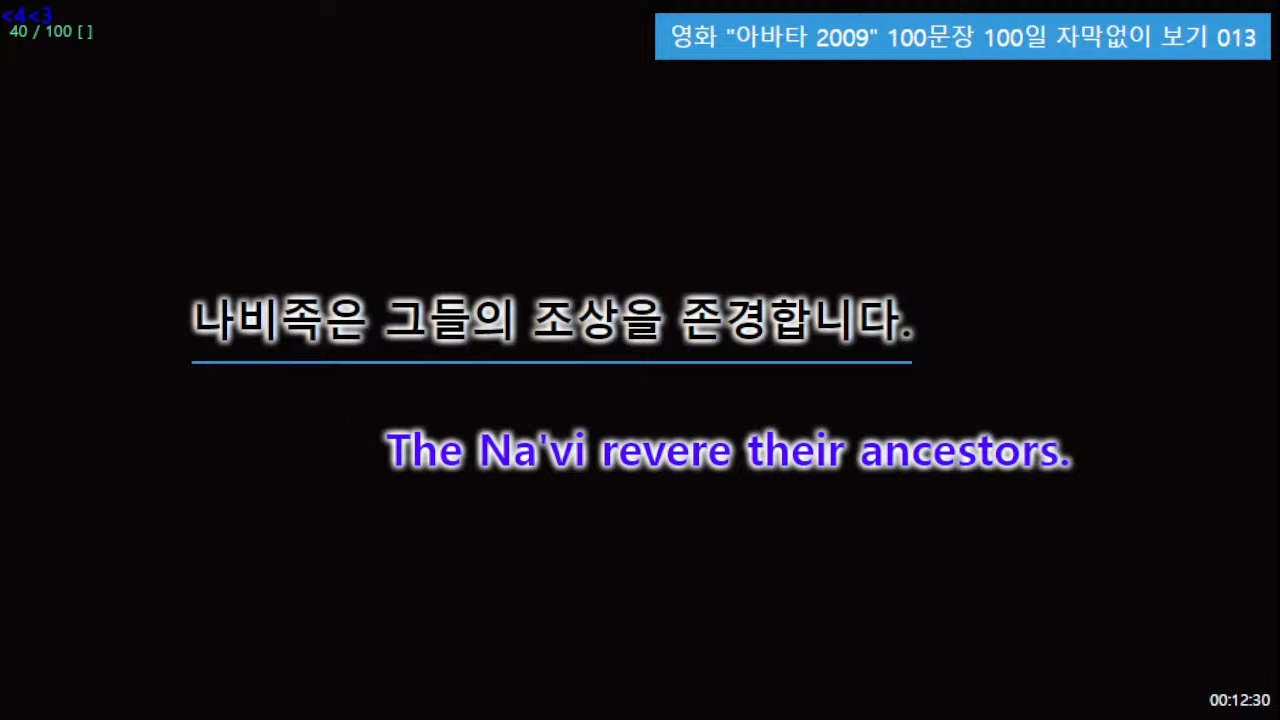 <4<3
40 / 100 [ ]
영화 "아바타 2009" 100문장 100일 자막없이 보기 013
나비족은 그들의 조상을 존경합니다.
The Na'vi revere their ancestors.
00:12:30